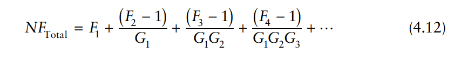 NF_Total = F_1 + (F_2 − 1)/G_1 + (F_3 − 1)/(G_1G_2) + (F_4 − 1)/(G_1G_2G_3) + ⋯ (4.12)